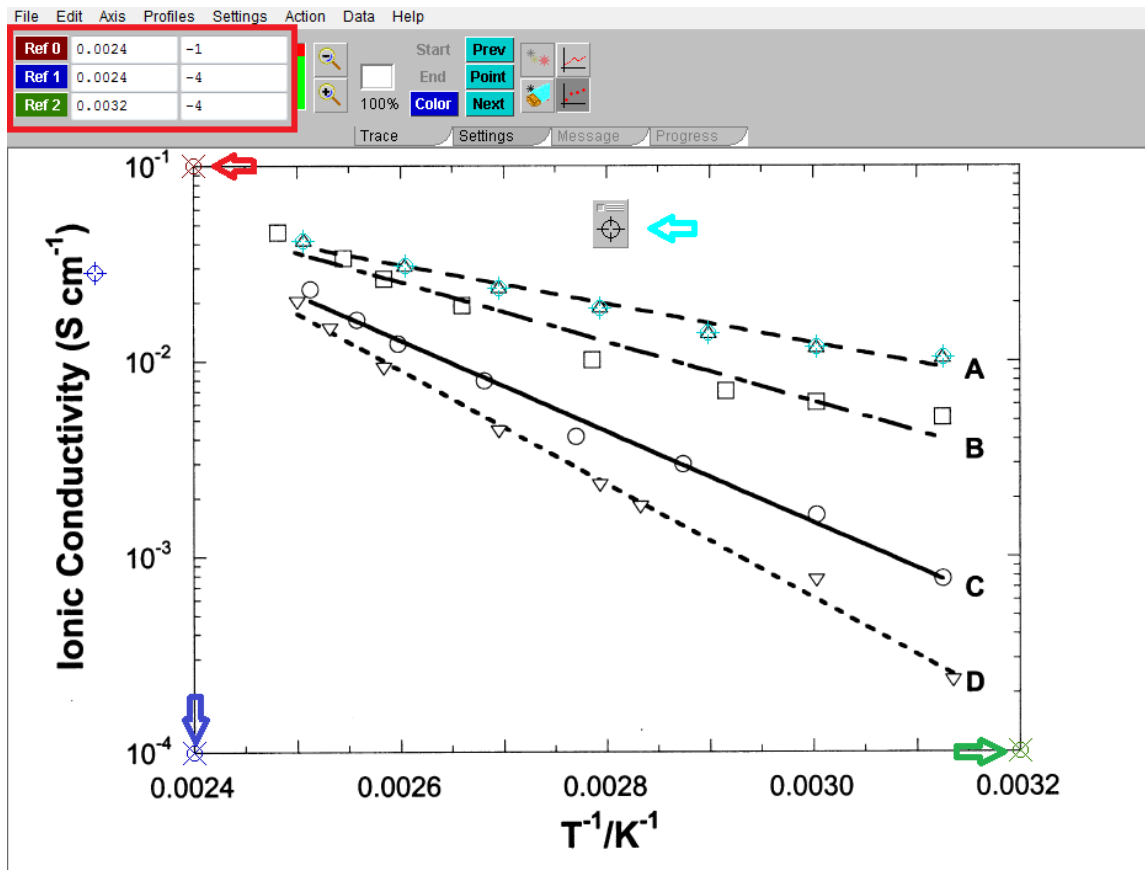 File Edit Axis Profiles Settings Action Data Help
Ref 0 0.0024 -1
Ref 1 0.0024 -4
Ref 2 0.0032 -4
100%
Start
End
Color
Prev
Point
Next
Trace Settings Message Progress
Ionic Conductivity (S cm⁻¹)
10⁻¹
10⁻²
10⁻³
10⁻⁴
A
B
C
D
0.0024 0.0026 0.0028 0.0030 0.0032
T⁻¹/K⁻¹